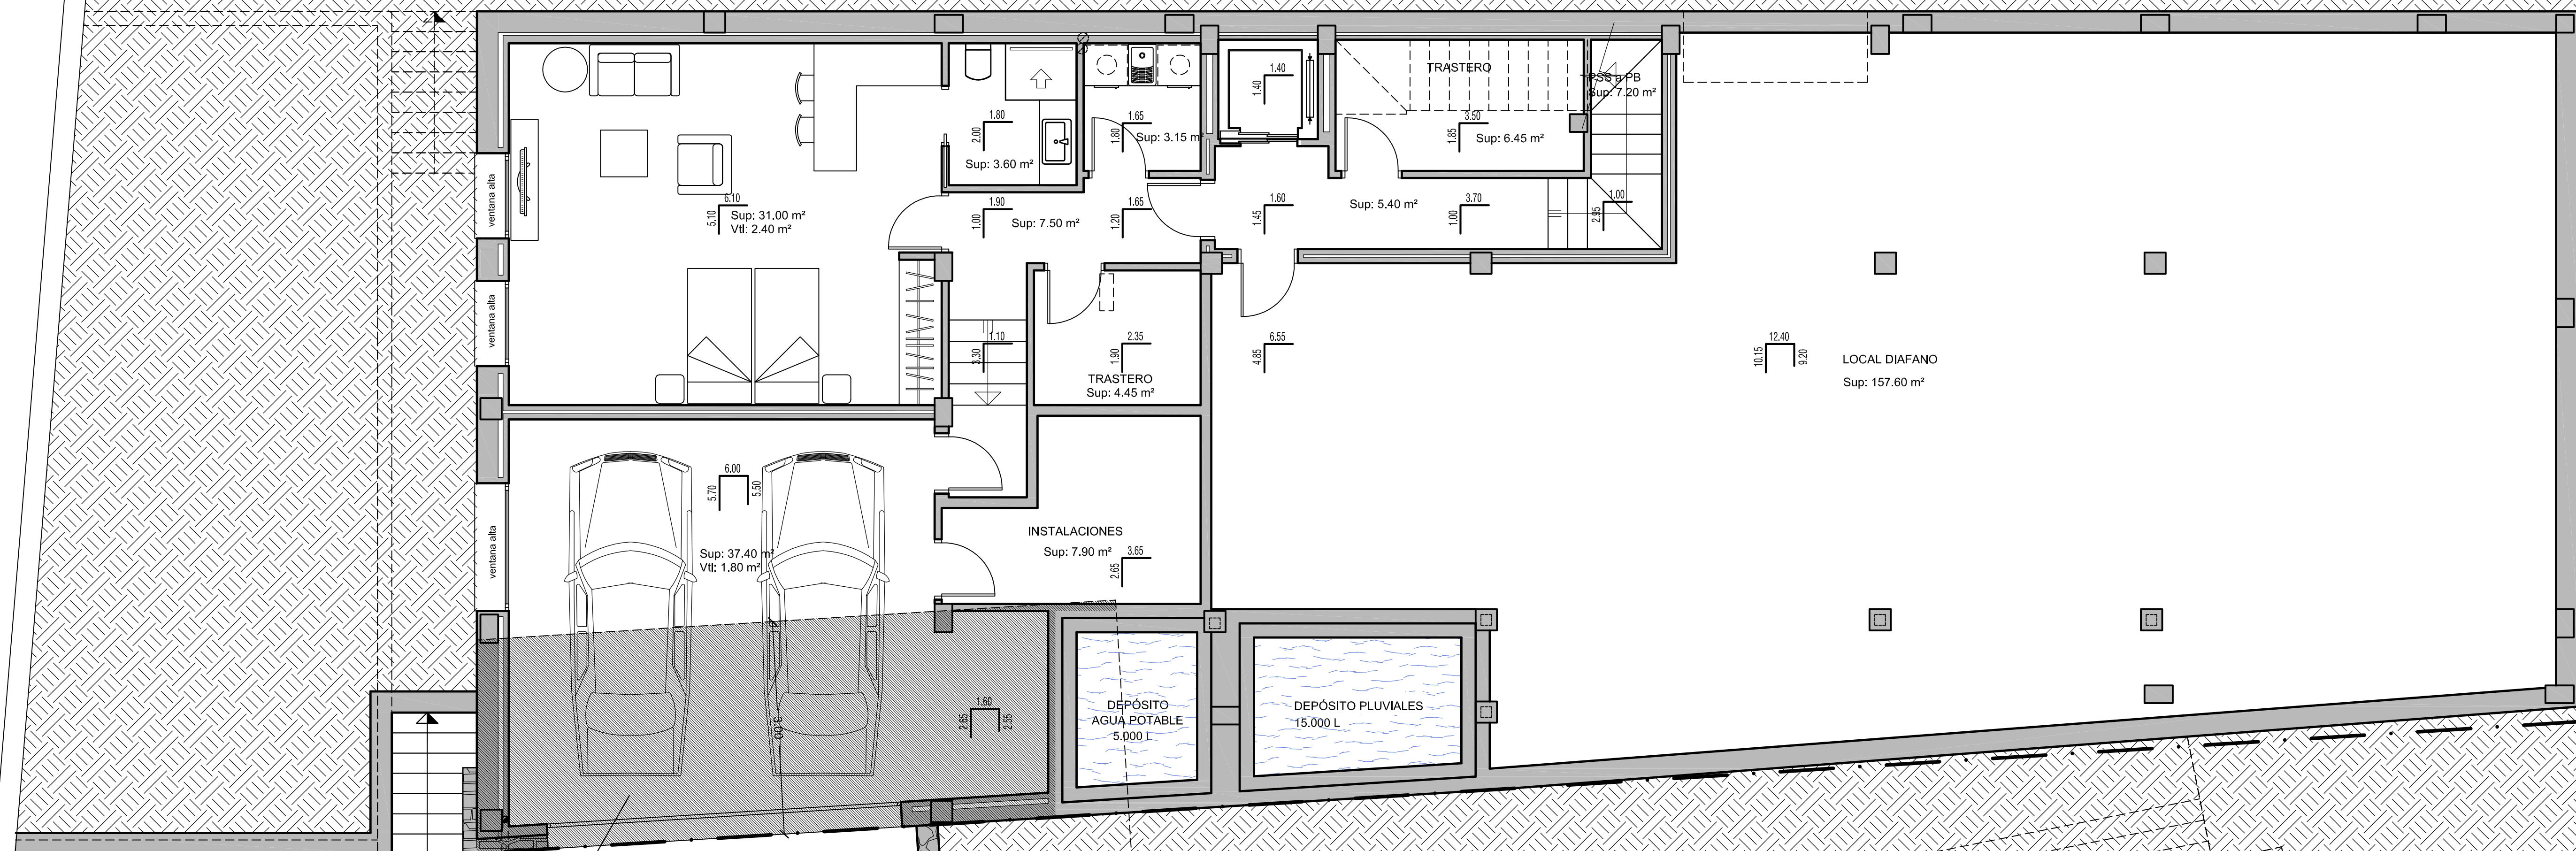 TRASTERO
PSS a PB
Sup: 7.20 m²
1.40
1.40
1.80
2.00
Sup: 3.60 m²
1.65
1.80
Sup: 3.15 m²
3.50
1.85
Sup: 6.45 m²
ventana alta
6.10
5.10
Sup: 31.00 m²
Vtl: 2.40 m²
1.90
1.00
Sup: 7.50 m²
1.65
1.20
1.60
1.45
Sup: 5.40 m²
3.70
1.00
1.00
2.95
ventana alta
1.10
3.30
2.35
1.90
TRASTERO
Sup: 4.45 m²
6.55
4.85
12.40
10.15
9.20
LOCAL DIAFANO
Sup: 157.60 m²
6.00
5.70
5.50
ventana alta
Sup: 37.40 m²
Vtl: 1.80 m²
INSTALACIONES
Sup: 7.90 m²
3.65
2.65
1.60
2.65
2.55
3.00
DEPÓSITO
AGUA POTABLE
5.000 L
DEPÓSITO PLUVIALES
15.000 L